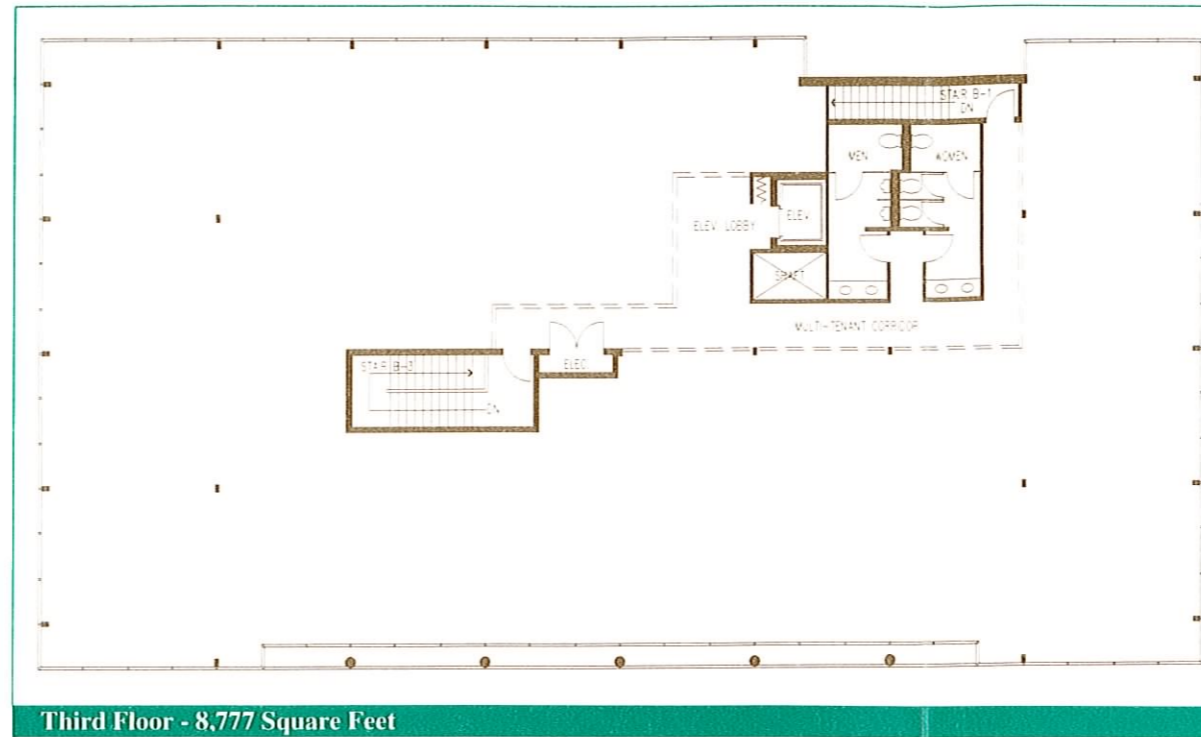 STAIR B-1
DN
MEN
WOMEN
ELEV. LOBBY
ELEV.
SHAFT
MULTI-TENANT CORRIDOR
STAIR B-2
ELEC.
DN
Third Floor - 8,777 Square Feet